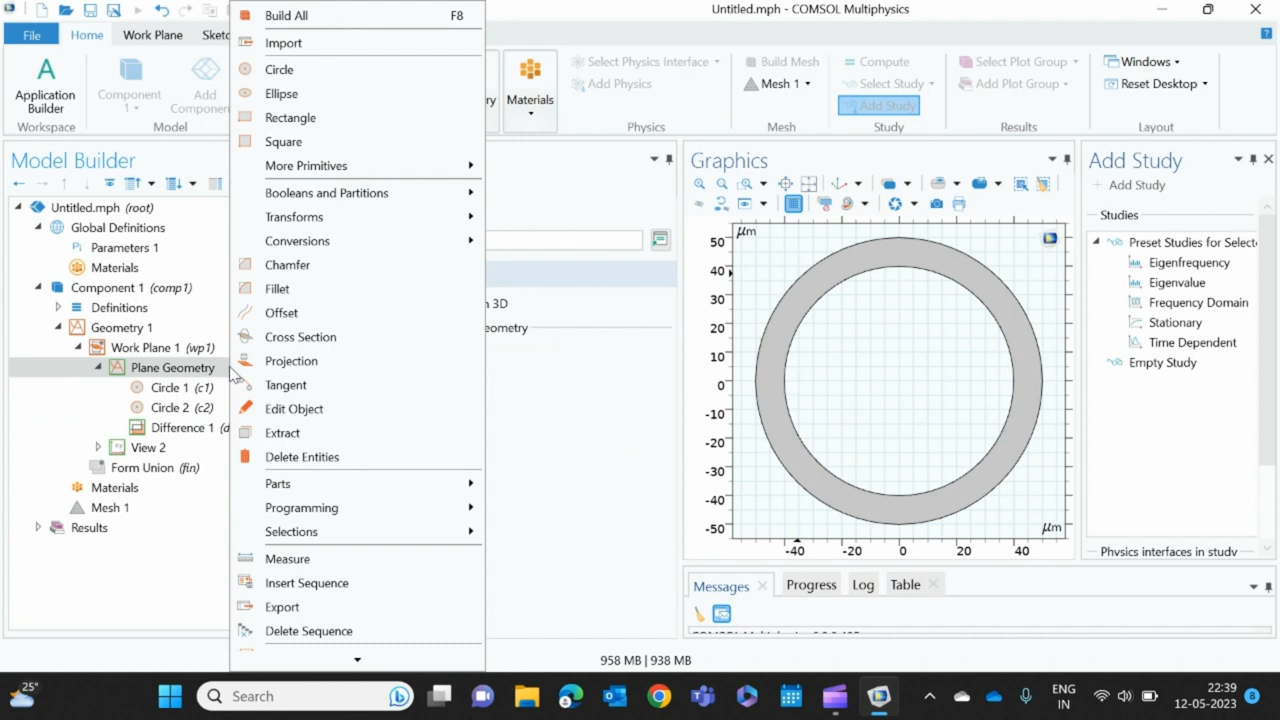 Untitled.mph - COMSOL Multiphysics
File
Home
Work Plane
Sketc
Application
Builder
Workspace
Component
1
Add
Component
Model
Materials
Select Physics Interface
Add Physics
Physics
Build Mesh
Mesh 1
Mesh
Compute
Select Study
Add Study
Study
Select Plot Group
Add Plot Group
Results
Windows
Reset Desktop
Layout
Build All F8
Import
Circle
Ellipse
Rectangle
Square
More Primitives
Booleans and Partitions
Transforms
Conversions
Chamfer
Fillet
Offset
Cross Section
Projection
Tangent
Edit Object
Extract
Delete Entities
Parts
Programming
Selections
Measure
Insert Sequence
Export
Delete Sequence
Model Builder
Untitled.mph (root)
Global Definitions
Parameters 1
Materials
Component 1 (comp1)
Definitions
Geometry 1
Work Plane 1 (wp1)
Plane Geometry
Circle 1 (c1)
Circle 2 (c2)
Difference 1 (d
View 2
Form Union (fin)
Materials
Mesh 1
Results
n 3D
eometry
Graphics
µm
50
40
30
20
10
0
-10
-20
-30
-40
-50
-40 -20 0 20 40
µm
Messages
Progress
Log
Table
Add Study
Add Study
Studies
Preset Studies for Selecte
Eigenfrequency
Eigenvalue
Frequency Domain
Stationary
Time Dependent
Empty Study
Physics interfaces in study
958 MB | 938 MB
25°
Search
ENG
IN
22:39
12-05-2023
8